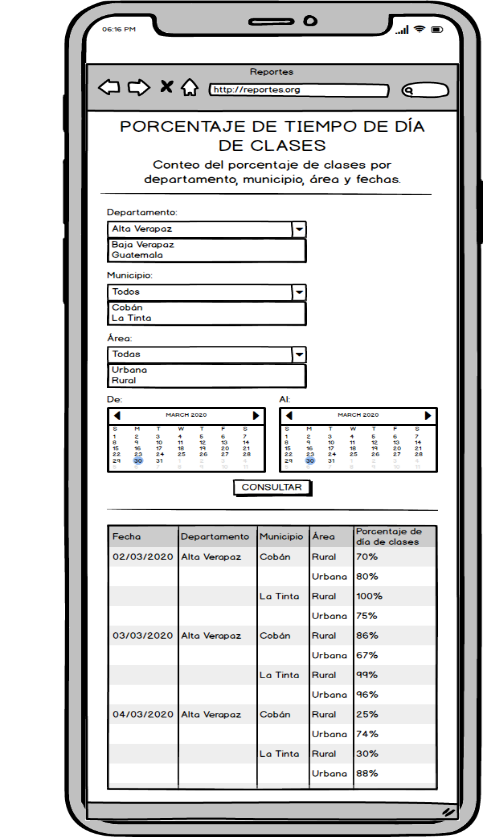 06:16 PM
Reportes
http://reportes.org
PORCENTAJE DE TIEMPO DE DÍA
DE CLASES
Conteo del porcentaje de clases por
departamento, municipio, área y fechas.
Departamento:
Alta Verapaz
Baja Verapaz
Guatemala
Municipio:
Todos
Cobán
La Tinta
Área:
Todas
Urbana
Rural
De: Al:
MARCH 2020 MARCH 2020
S M T W T F S S M T W T F S
1 2 3 4 5 6 7 1 2 3 4 5 6 7
8 9 10 11 12 13 14 8 9 10 11 12 13 14
15 16 17 18 19 20 21 15 16 17 18 19 20 21
22 23 24 25 26 27 28 22 23 24 25 26 27 28
29 30 31 29 30 31
CONSULTAR
Fecha Departamento Municipio Área Porcentaje de
día de clases
02/03/2020 Alta Verapaz Cobán Rural 70%
Urbana 80%
La Tinta Rural 100%
Urbana 75%
03/03/2020 Alta Verapaz Cobán Rural 86%
Urbana 67%
La Tinta Rural 99%
Urbana 96%
04/03/2020 Alta Verapaz Cobán Rural 25%
Urbana 74%
La Tinta Rural 30%
Urbana 88%